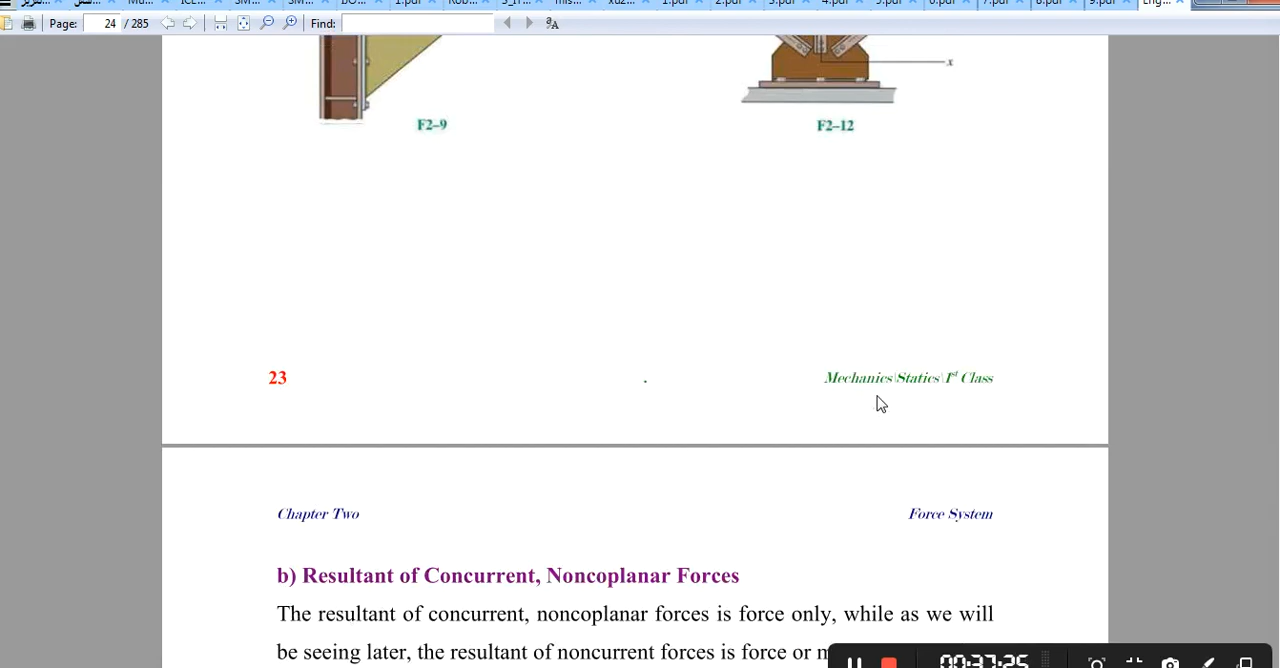 Page: 24 / 285 Find:
x
F2–9
F2–12
23 . Mechanics\Statics\1st Class
Chapter Two Force System
b) Resultant of Concurrent, Noncoplanar Forces
The resultant of concurrent, noncoplanar forces is force only, while as we will
be seeing later, the resultant of noncurrent forces is force or
00:37:25